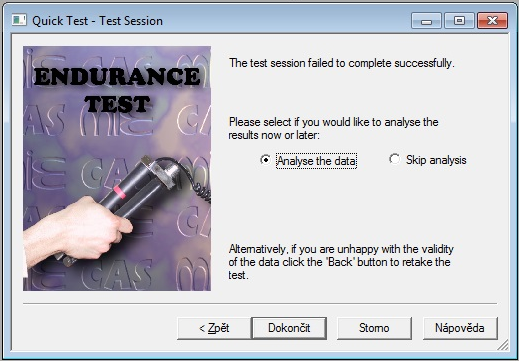 Quick Test - Test Session
ENDURANCE
TEST
The test session failed to complete successfully.
Please select if you would like to analyse the
results now or later:
Analyse the data
Skip analysis
Alternatively, if you are unhappy with the validity
of the data click the 'Back' button to retake the
test.
< Zpět
Dokončit
Storno
Nápověda